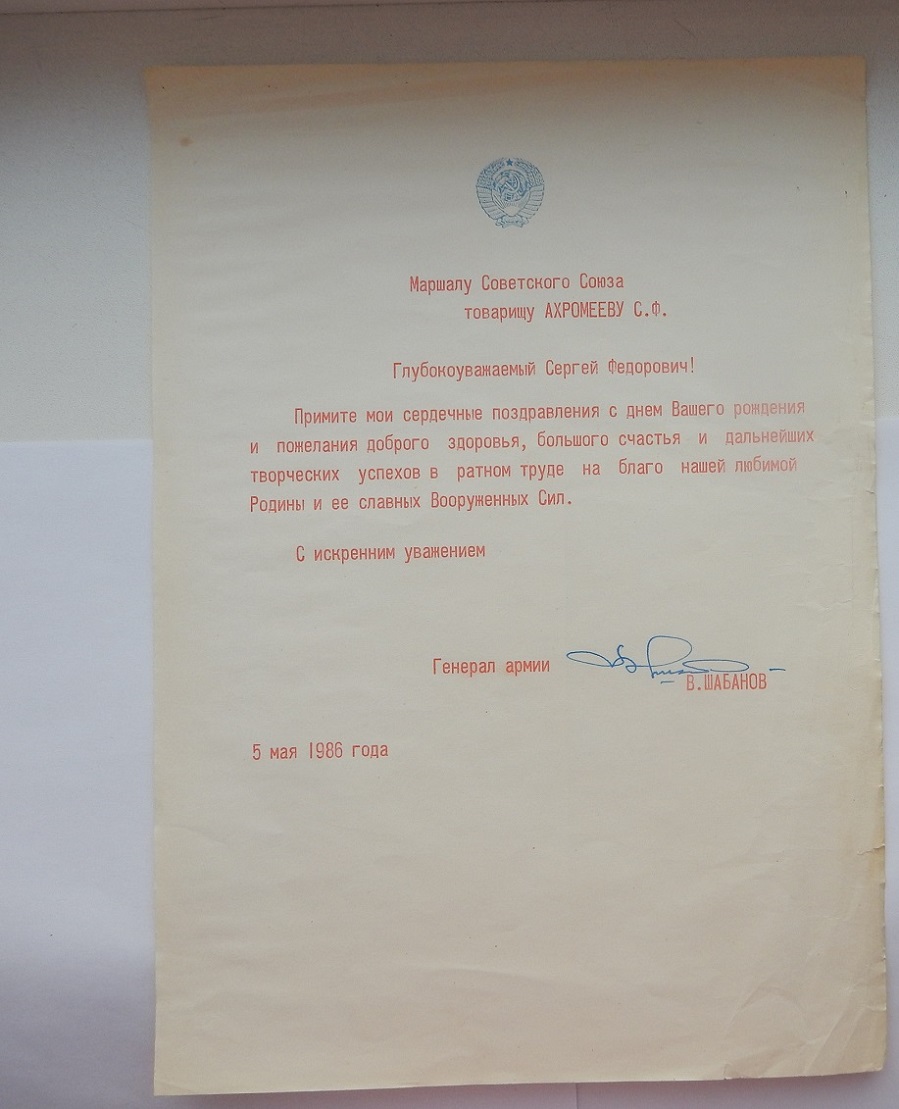 Маршалу Советского Союза
товарищу АХРОМЕЕВУ С.Ф.
Глубокоуважаемый Сергей Федорович!
Примите мои сердечные поздравления с днем Вашего рождения
и пожелания доброго здоровья, большого счастья и дальнейших
творческих успехов в ратном труде на благо нашей любимой
Родины и ее славных Вооруженных Сил.
С искренним уважением
Генерал армии
В.ШАБАНОВ
5 мая 1986 года